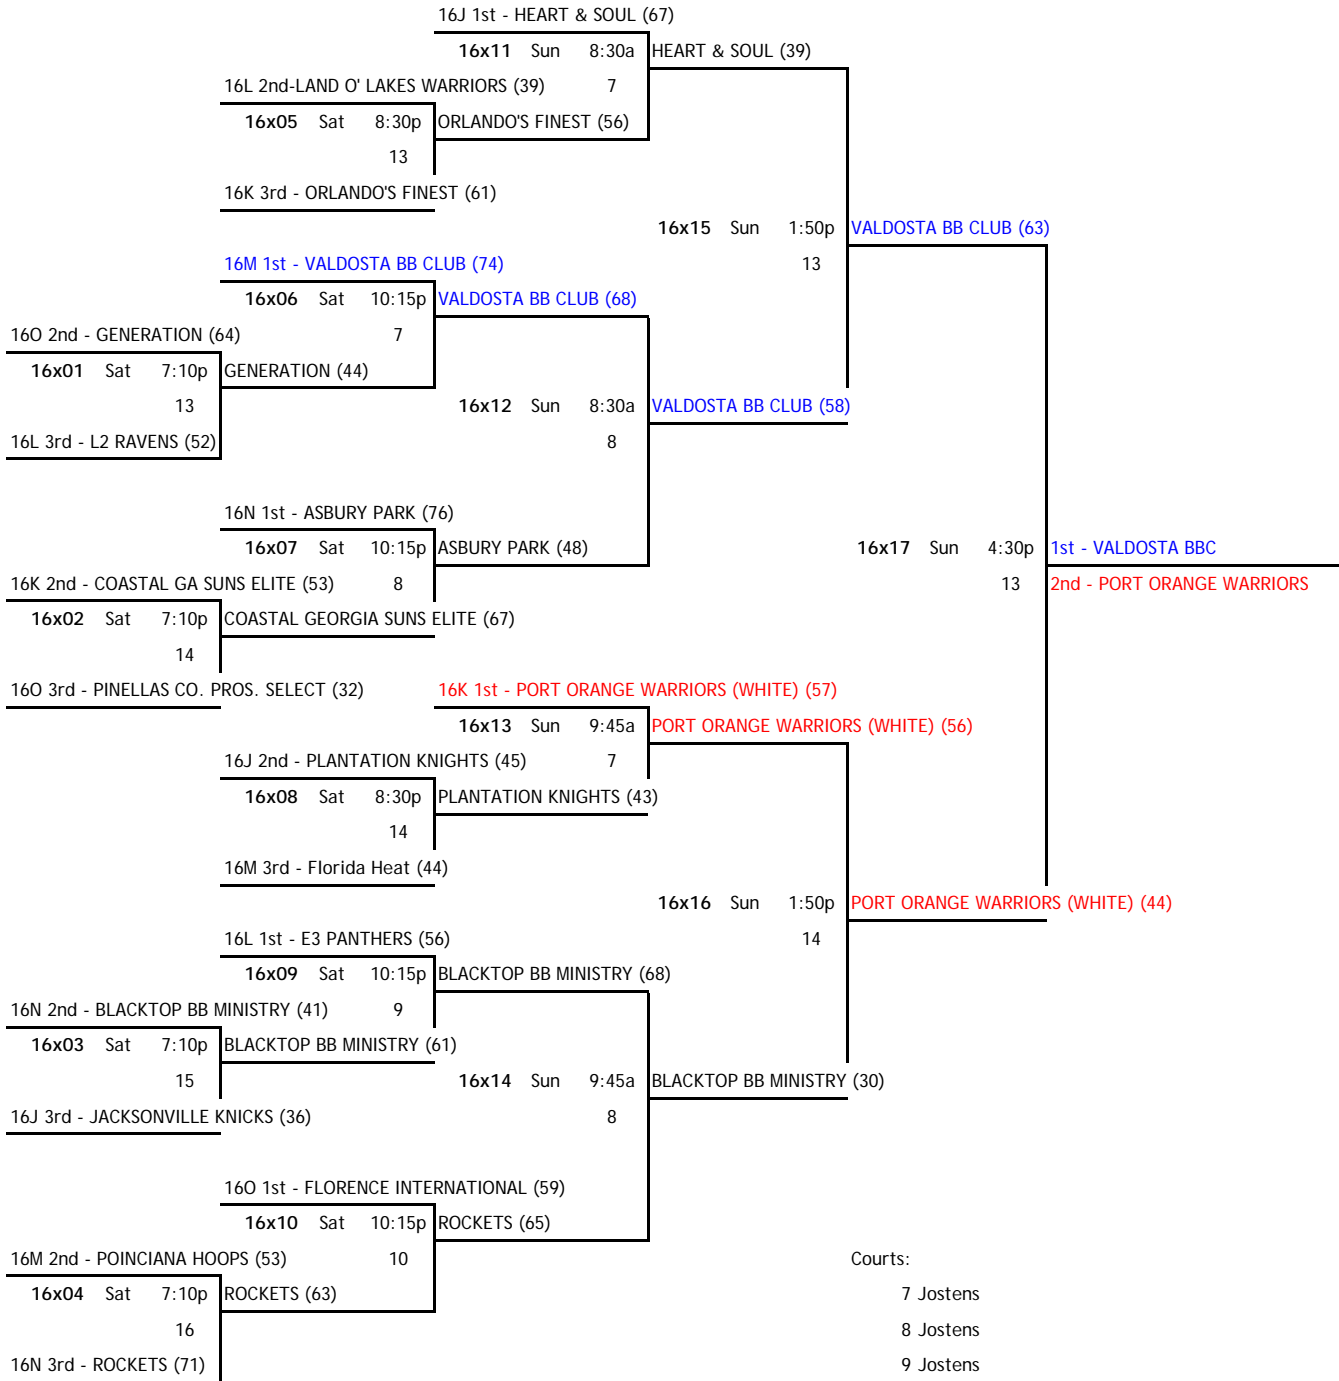 16J 1st - HEART & SOUL (67)
16x11 Sun 8:30a HEART & SOUL (39)
16L 2nd-LAND O' LAKES WARRIORS (39) 7
16x05 Sat 8:30p ORLANDO'S FINEST (56)
13
16K 3rd - ORLANDO'S FINEST (61)
16x15 Sun 1:50p VALDOSTA BB CLUB (63)
16M 1st - VALDOSTA BB CLUB (74) 13
16x06 Sat 10:15p VALDOSTA BB CLUB (68)
16O 2nd - GENERATION (64) 7
16x01 Sat 7:10p GENERATION (44)
13 16x12 Sun 8:30a VALDOSTA BB CLUB (58)
16L 3rd - L2 RAVENS (52) 8
16N 1st - ASBURY PARK (76)
16x07 Sat 10:15p ASBURY PARK (48) 16x17 Sun 4:30p 1st - VALDOSTA BBC
16K 2nd - COASTAL GA SUNS ELITE (53) 8 13 2nd - PORT ORANGE WARRIORS
16x02 Sat 7:10p COASTAL GEORGIA SUNS ELITE (67)
14
16O 3rd - PINELLAS CO. PROS. SELECT (32) 16K 1st - PORT ORANGE WARRIORS (WHITE) (57)
16x13 Sun 9:45a PORT ORANGE WARRIORS (WHITE) (56)
16J 2nd - PLANTATION KNIGHTS (45) 7
16x08 Sat 8:30p PLANTATION KNIGHTS (43)
14
16M 3rd - Florida Heat (44)
16x16 Sun 1:50p PORT ORANGE WARRIORS (WHITE) (44)
16L 1st - E3 PANTHERS (56) 14
16x09 Sat 10:15p BLACKTOP BB MINISTRY (68)
16N 2nd - BLACKTOP BB MINISTRY (41) 9
16x03 Sat 7:10p BLACKTOP BB MINISTRY (61)
15 16x14 Sun 9:45a BLACKTOP BB MINISTRY (30)
16J 3rd - JACKSONVILLE KNICKS (36) 8
16O 1st - FLORENCE INTERNATIONAL (59)
16x10 Sat 10:15p ROCKETS (65)
16M 2nd - POINCIANA HOOPS (53) 10 Courts:
16x04 Sat 7:10p ROCKETS (63) 7 Jostens
16 8 Jostens
16N 3rd - ROCKETS (71) 9 Jostens